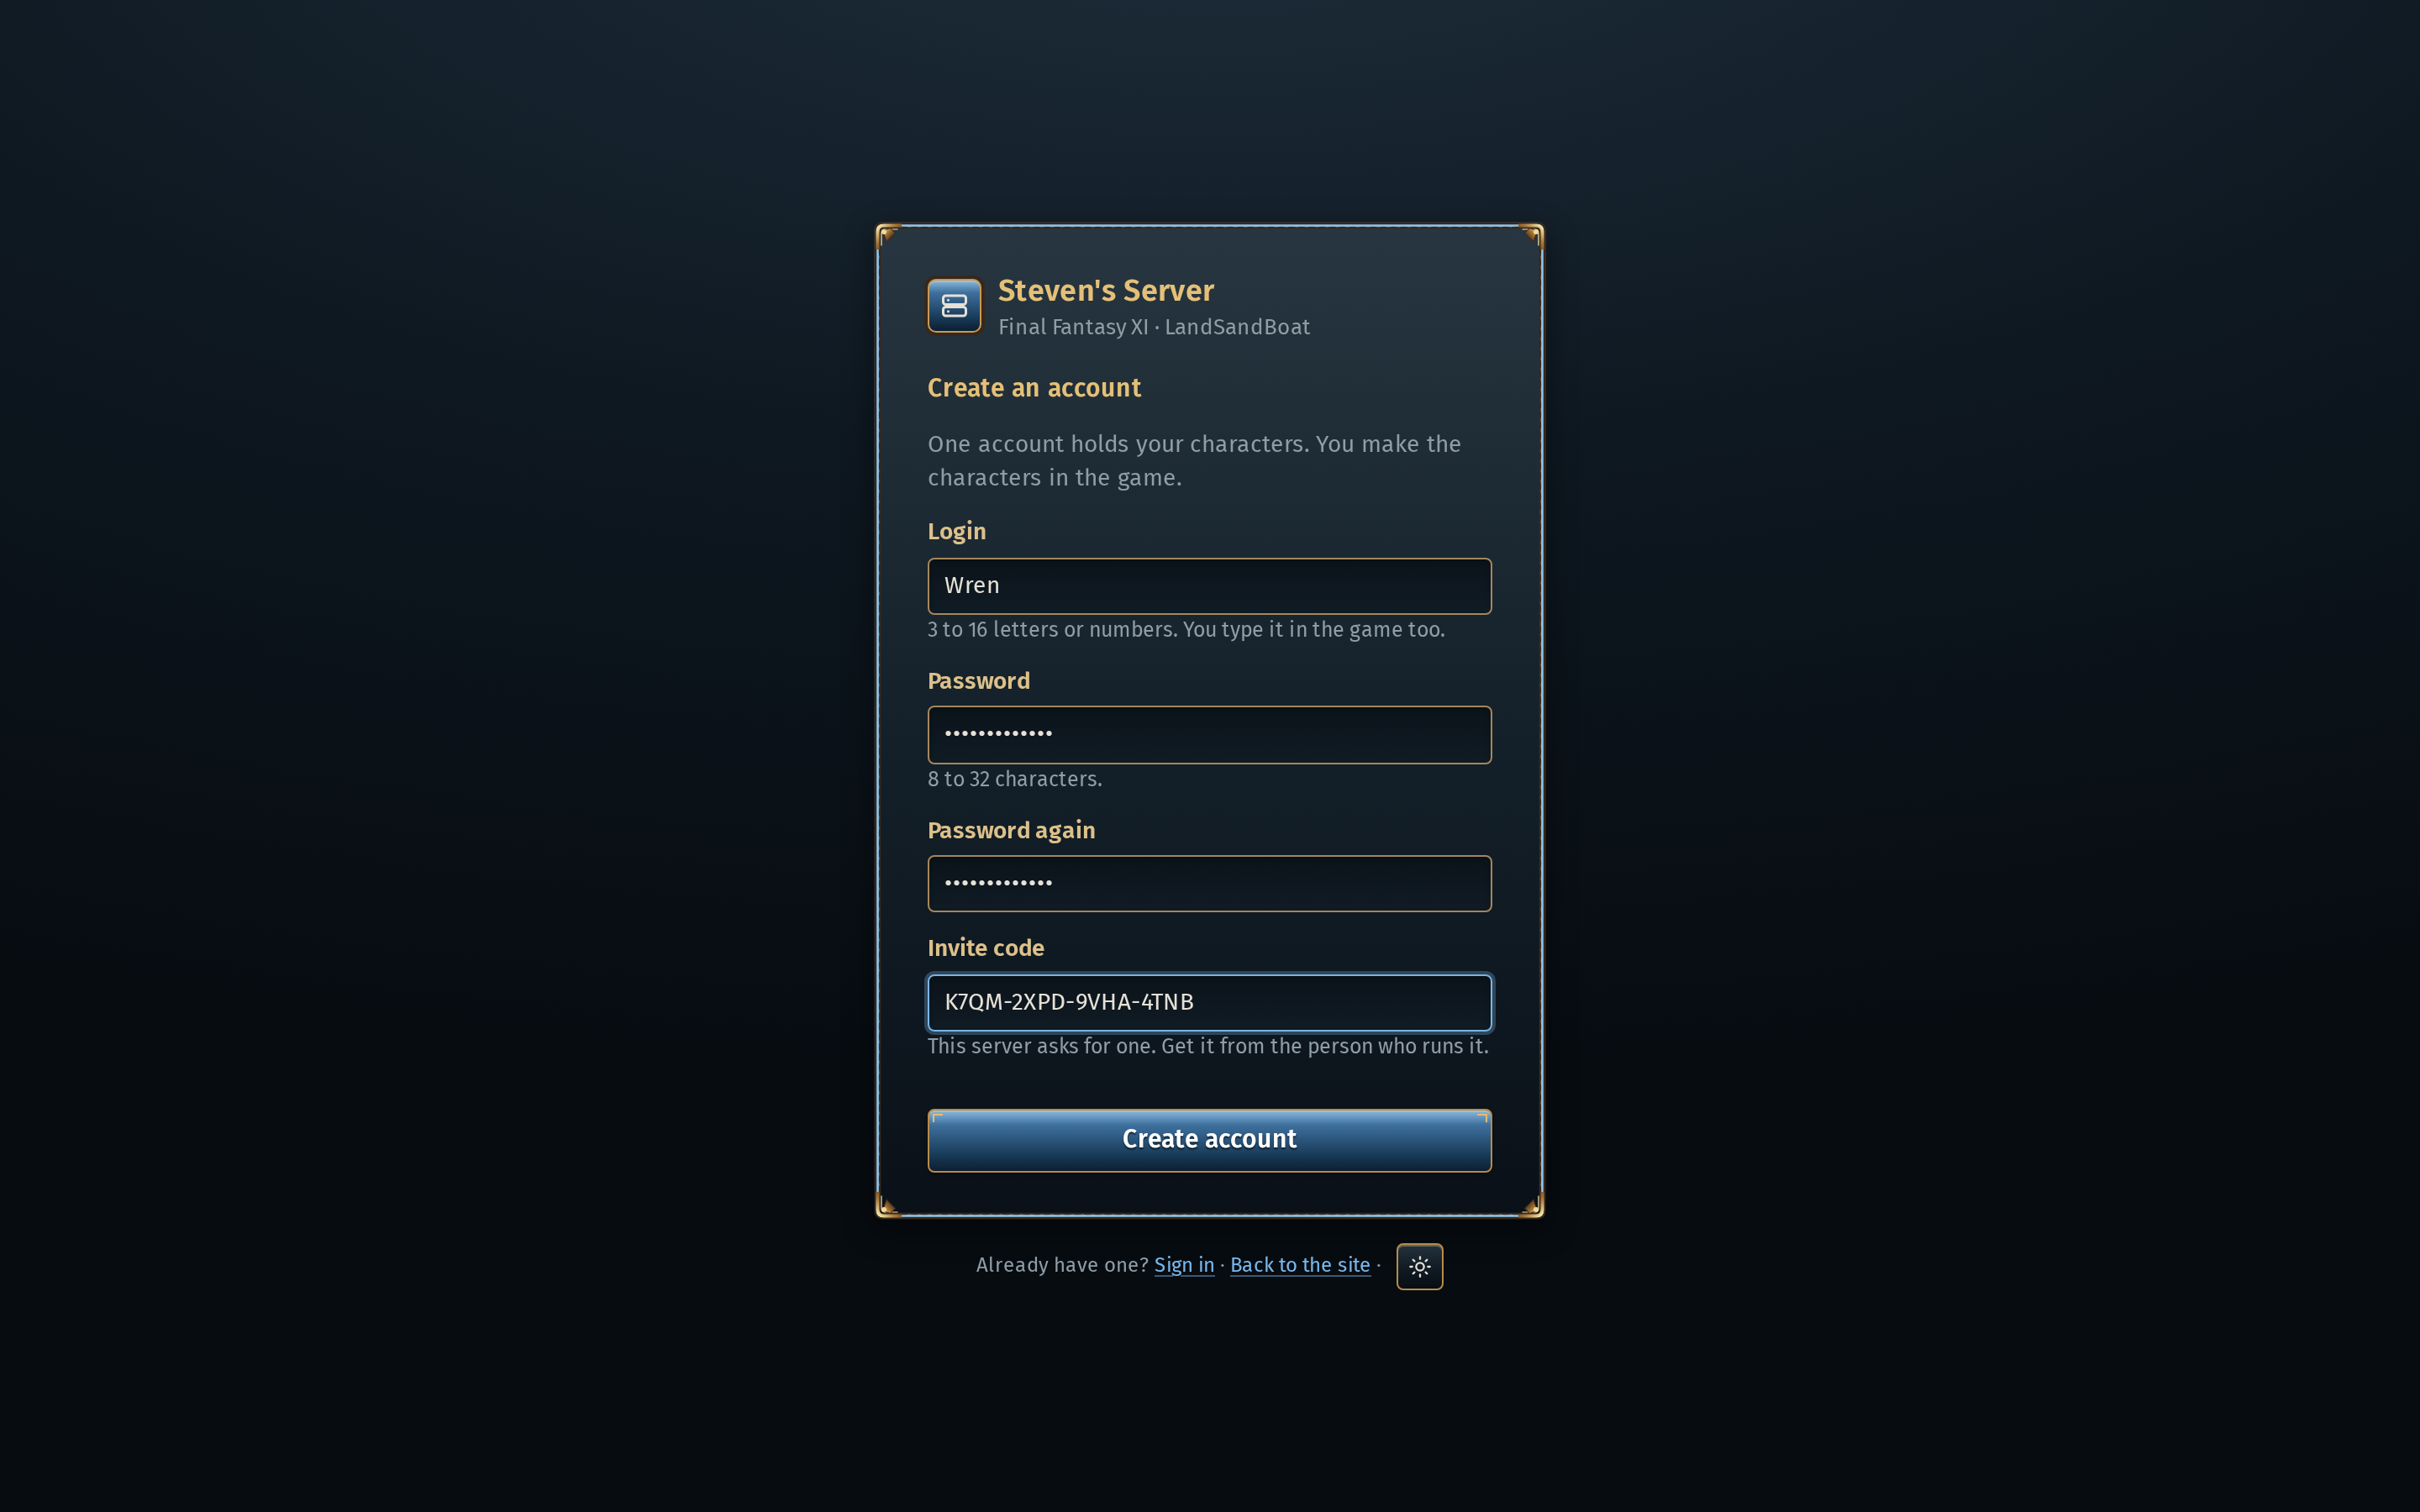 Steven's Server
Final Fantasy XI · LandSandBoat
Create an account
One account holds your characters. You make the
characters in the game.
Login
Wren
3 to 16 letters or numbers. You type it in the game too.
Password
•••••••••••••
8 to 32 characters.
Password again
•••••••••••••
Invite code
K7QM-2XPD-9VHA-4TNB
This server asks for one. Get it from the person who runs it.
Create account
Already have one? Sign in · Back to the site ·